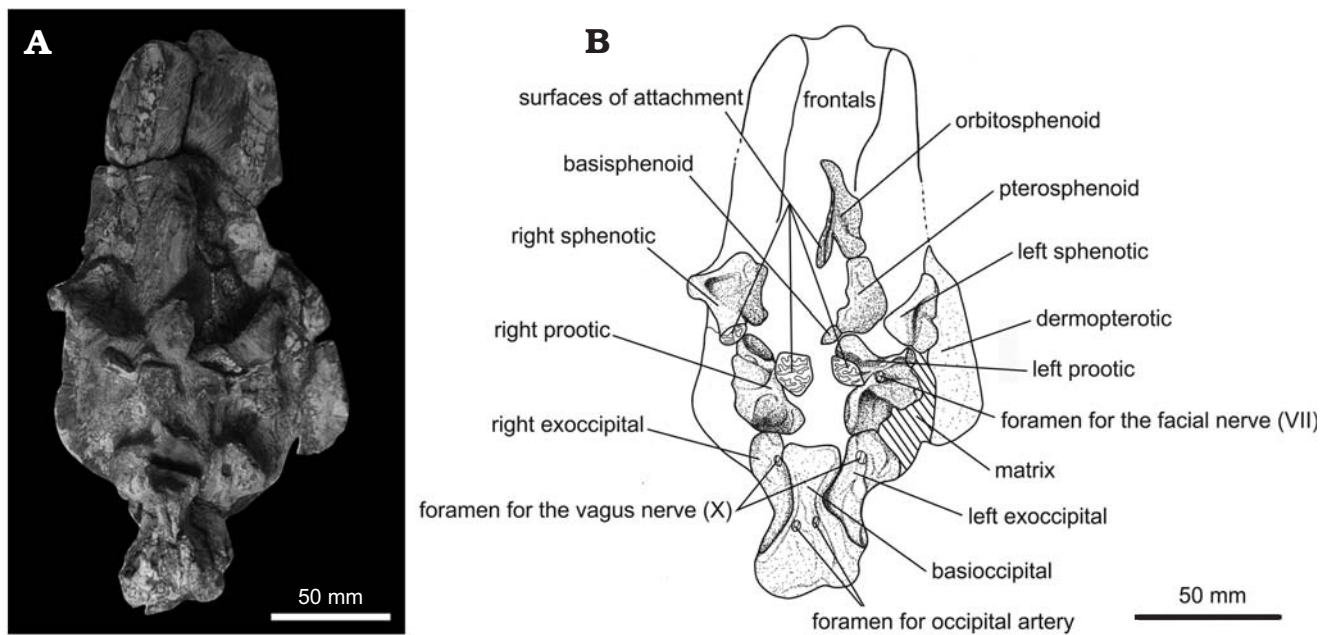 A
50 mm
B
surfaces of attachment
frontals
orbitosphenoid
basisphenoid
pterosphenoid
right sphenotic
left sphenotic
dermopterotic
right prootic
left prootic
right exoccipital
foramen for the facial nerve (VII)
matrix
foramen for the vagus nerve (X)
left exoccipital
basioccipital
foramen for occipital artery
50 mm